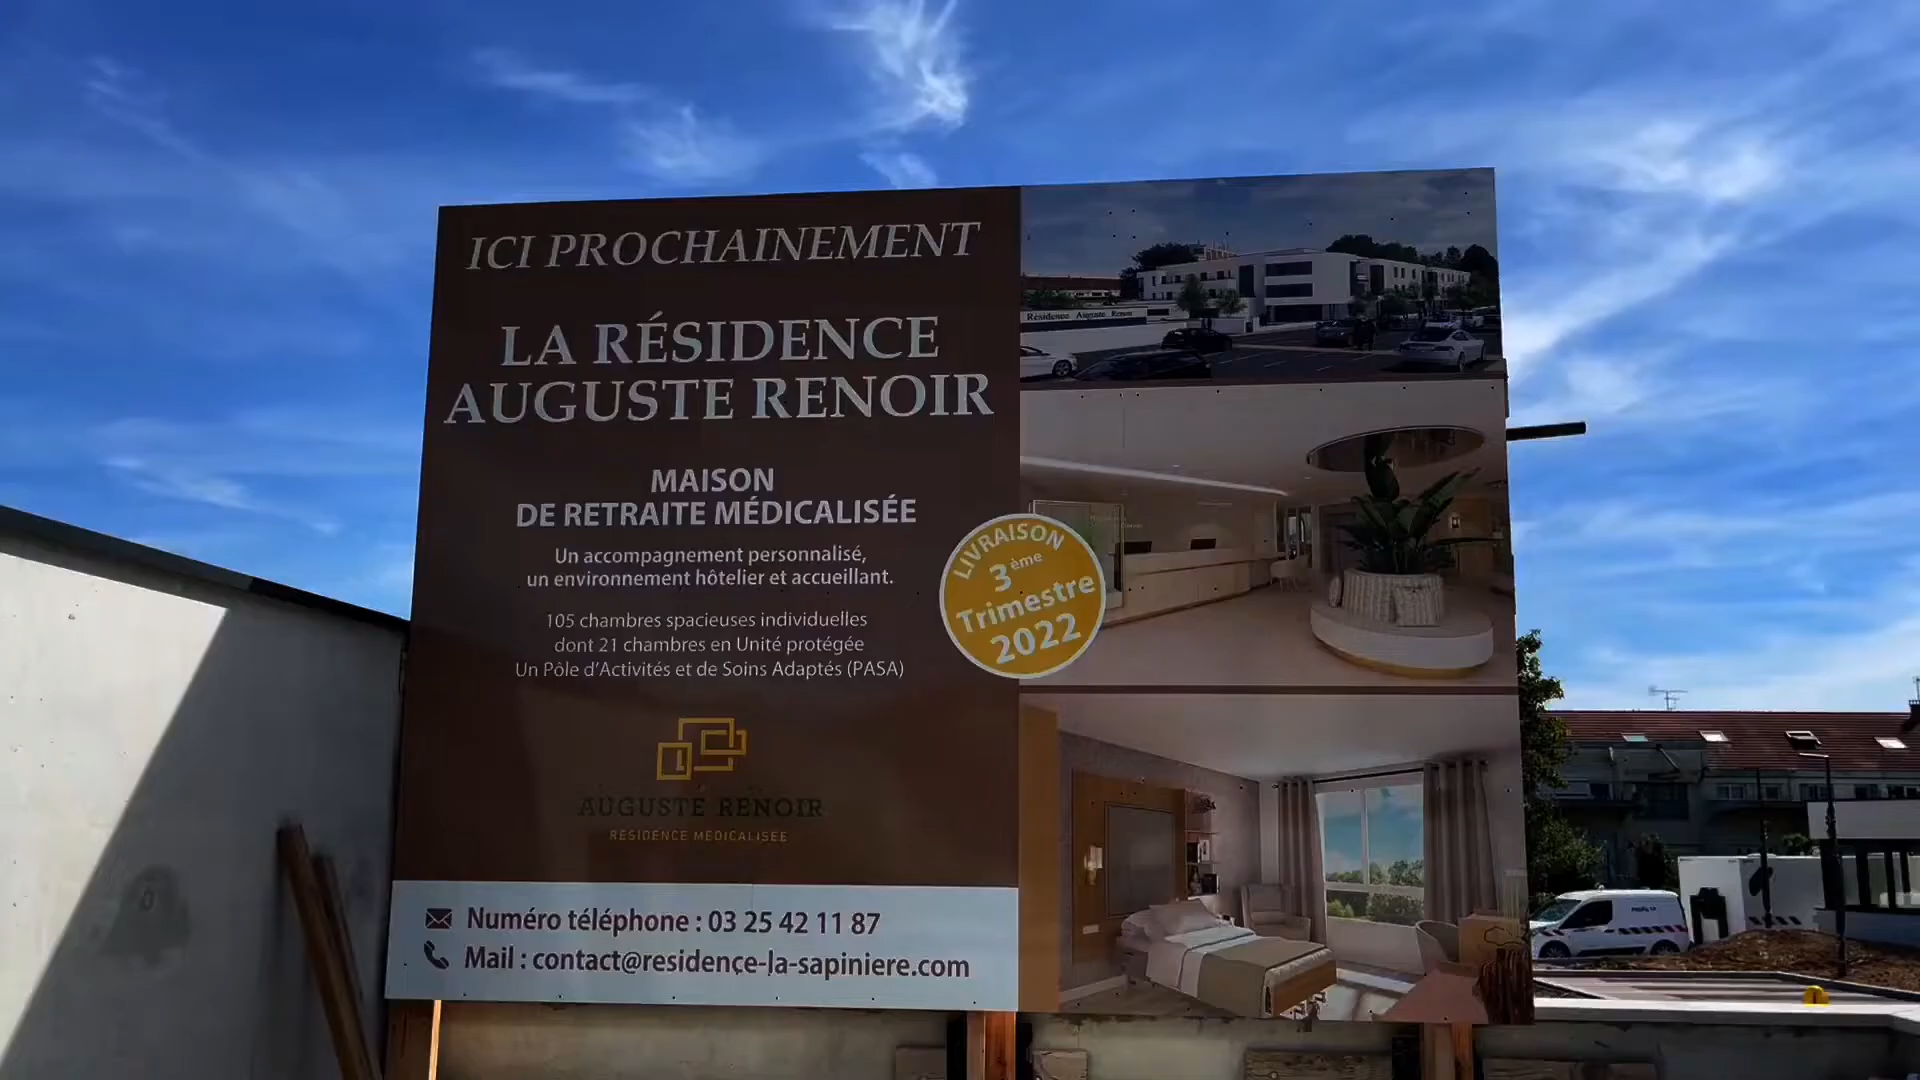 ICI PROCHAINEMENT
LA RÉSIDENCE
AUGUSTE RENOIR
MAISON
DE RETRAITE MÉDICALISÉE
Un accompagnement personnalisé,
un environnement hôtelier et accueillant.
105 chambres spacieuses individuelles
dont 21 chambres en Unité protégée
Un Pôle d'Activités et de Soins Adaptés (PASA)
AUGUSTE RENOIR
RÉSIDENCE MÉDICALISÉE
Numéro téléphone : 03 25 42 11 87
Mail : contact@residence-la-sapiniere.com
LIVRAISON
3ème
Trimestre
2022
Résidence Auguste Renoir